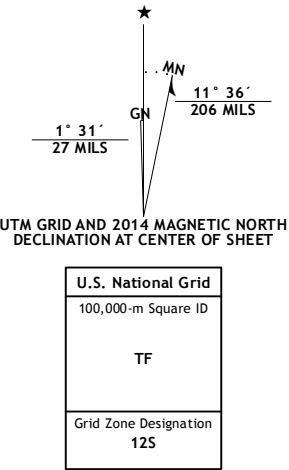 ★
MN
11° 36´
206 MILS
GN
1° 31´
27 MILS
UTM GRID AND 2014 MAGNETIC NORTH
DECLINATION AT CENTER OF SHEET
U.S. National Grid
100,000-m Square ID
TF
Grid Zone Designation
12S